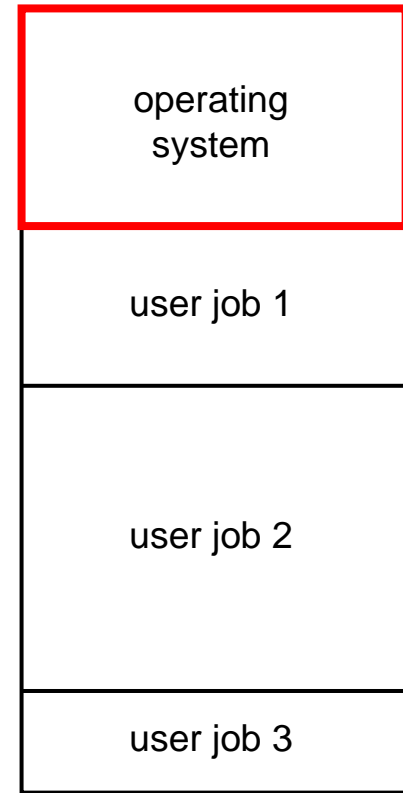 operating
system
user job 1
user job 2
user job 3